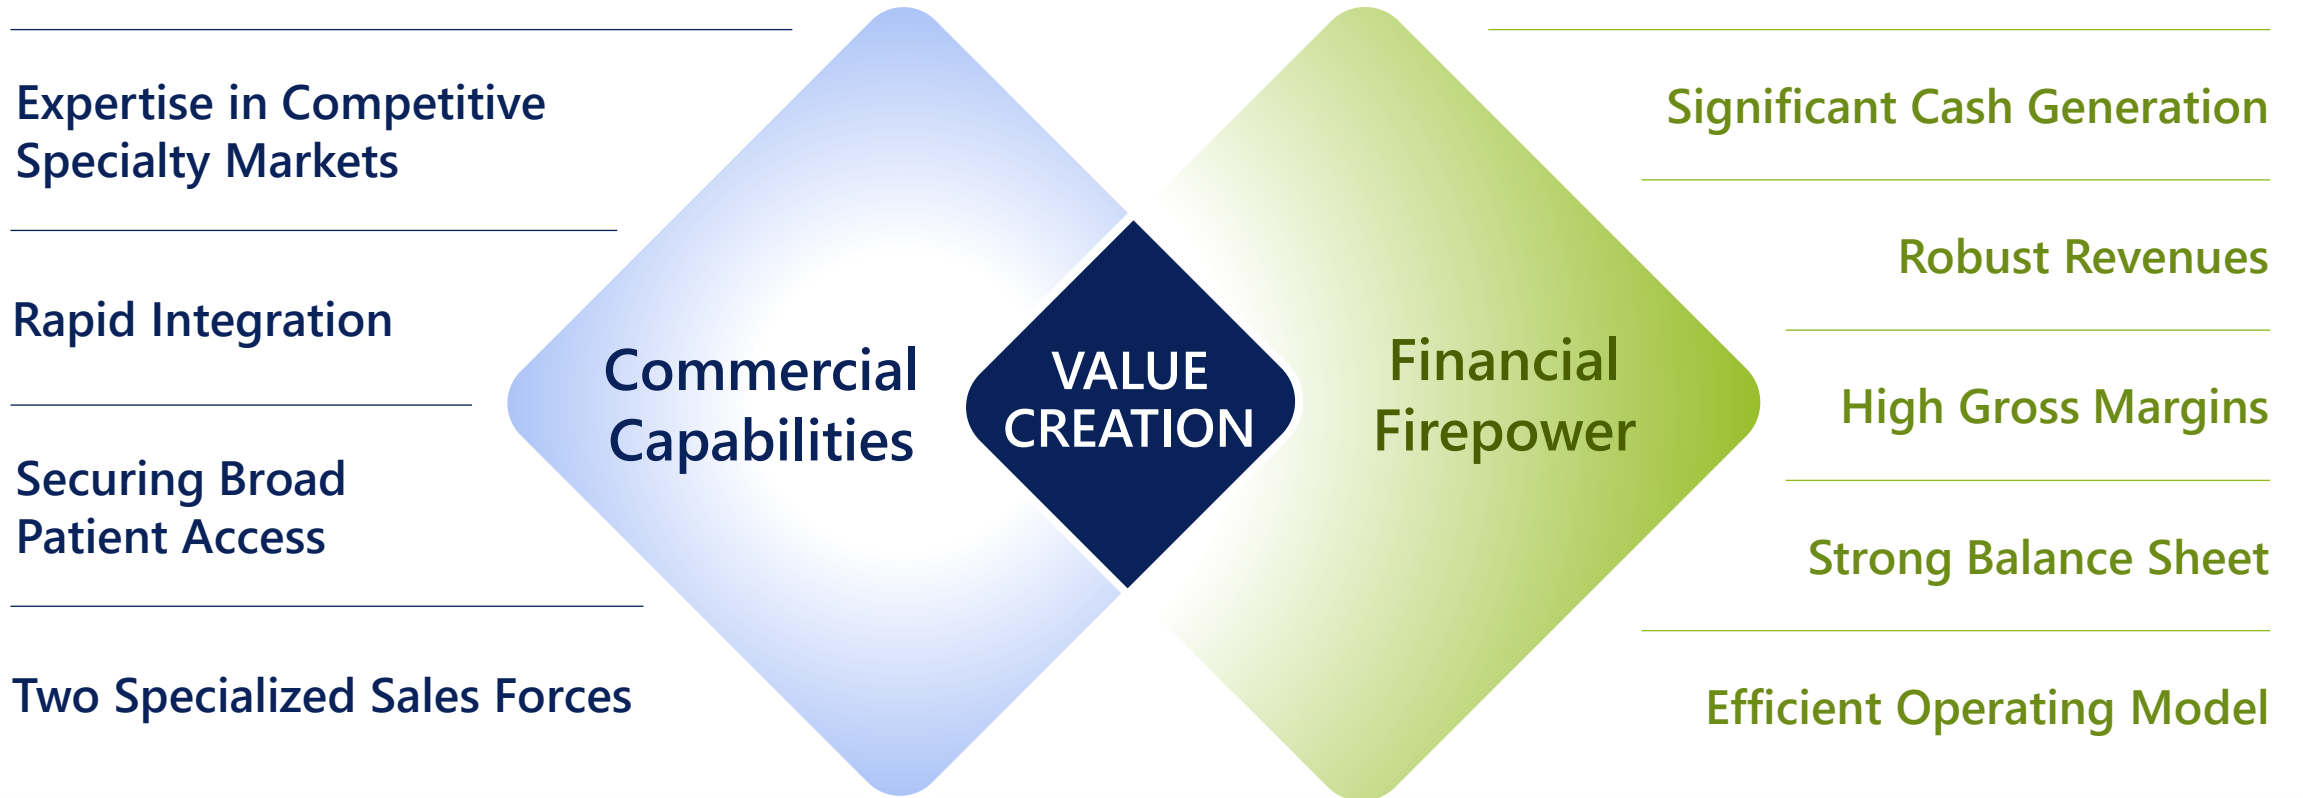 Expertise in Competitive
Specialty Markets
Rapid Integration
Securing Broad
Patient Access
Two Specialized Sales Forces
Commercial
Capabilities
VALUE
CREATION
Financial
Firepower
Significant Cash Generation
Robust Revenues
High Gross Margins
Strong Balance Sheet
Efficient Operating Model